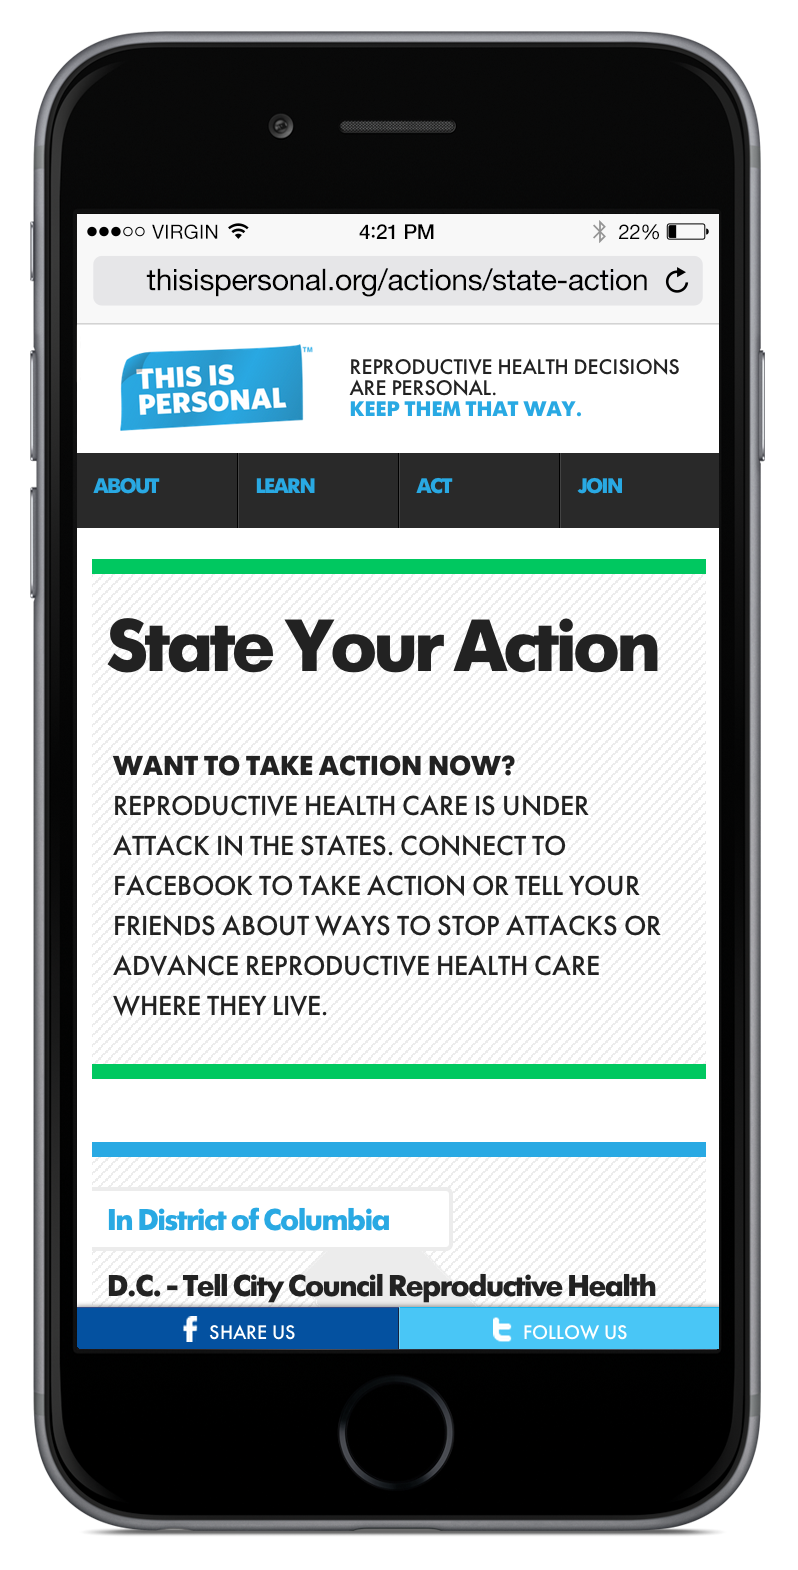 VIRGIN 4:21 PM 22%
thisispersonal.org/actions/state-action
THIS IS
PERSONAL
TM
REPRODUCTIVE HEALTH DECISIONS
ARE PERSONAL.
KEEP THEM THAT WAY.
ABOUT LEARN ACT JOIN
State Your Action
WANT TO TAKE ACTION NOW?
REPRODUCTIVE HEALTH CARE IS UNDER
ATTACK IN THE STATES. CONNECT TO
FACEBOOK TO TAKE ACTION OR TELL YOUR
FRIENDS ABOUT WAYS TO STOP ATTACKS OR
ADVANCE REPRODUCTIVE HEALTH CARE
WHERE THEY LIVE.
In District of Columbia
D.C. - Tell City Council Reproductive Health
f SHARE US t FOLLOW US